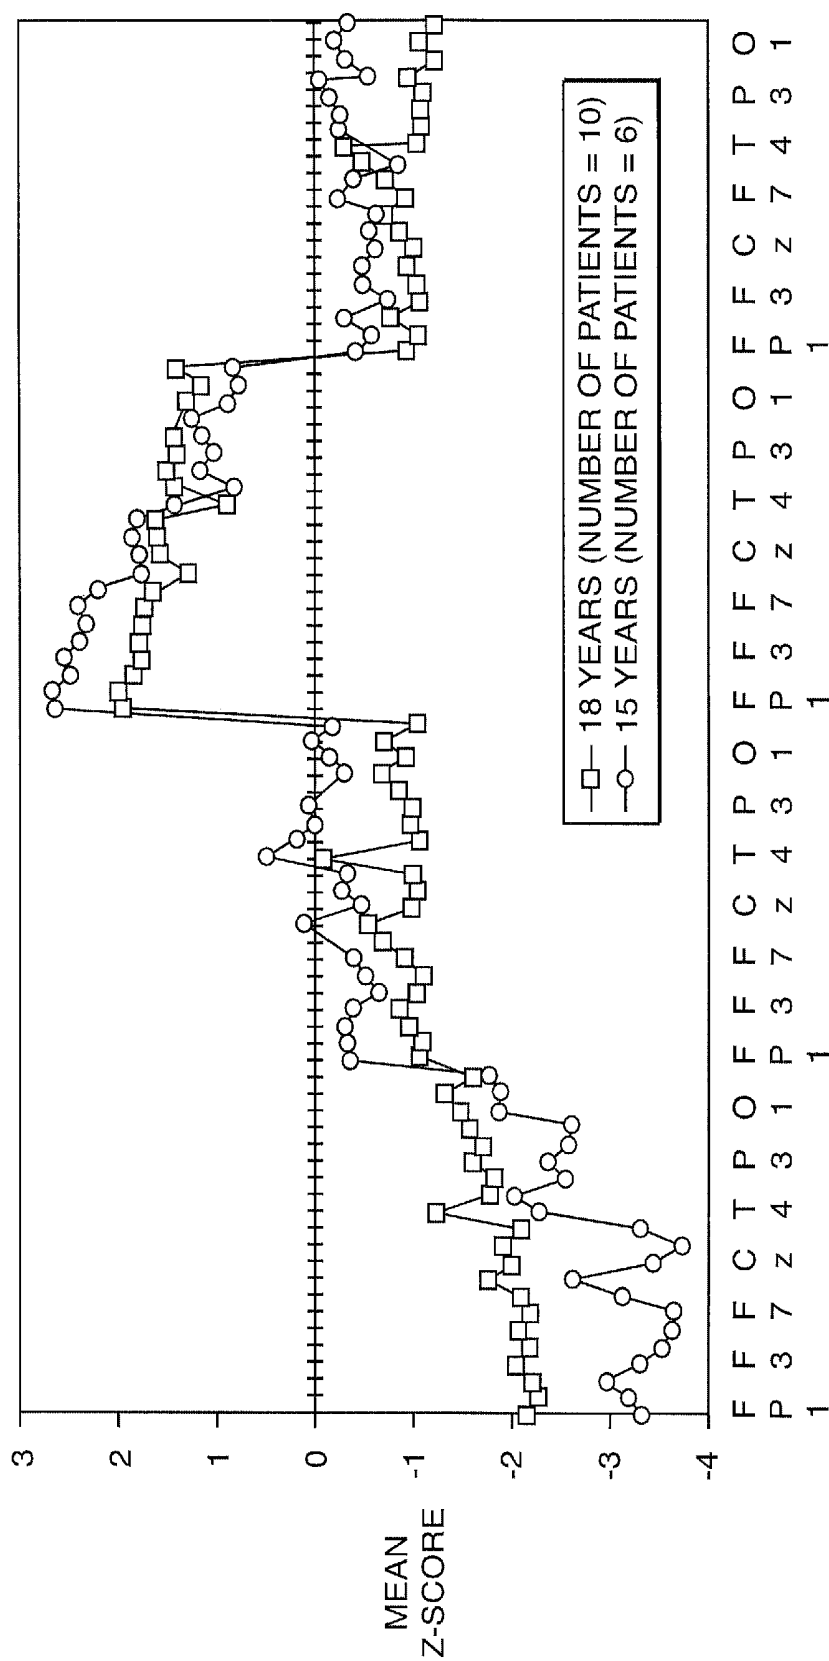 3
2
1
0
-1
-2
-3
-4
MEAN
Z-SCORE
18 YEARS (NUMBER OF PATIENTS = 10)
15 YEARS (NUMBER OF PATIENTS = 6)
F F F C T P O F F F C T P O F F F C T P O F F C F T P O
P 3 7 z 4 3 1 P 3 7 z 4 3 1 P 3 7 z 4 3 1 P 3 z 7 4 3 1
1 1 1 1